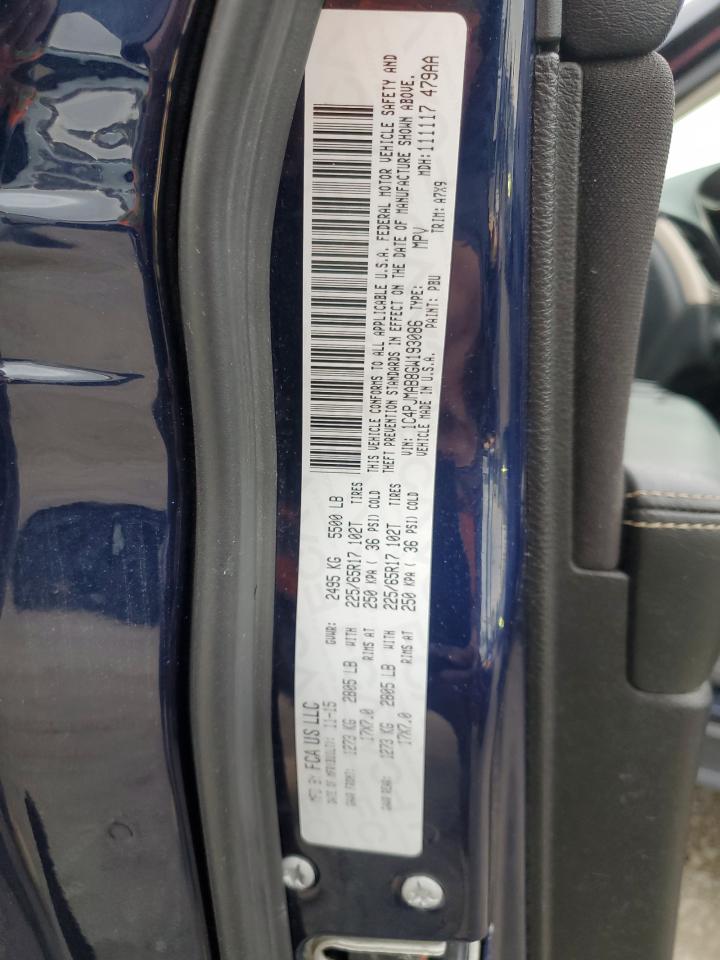 MFD BY FCA US LLC
DATE OF MFR/BUILT: 11-15 GVWR: 2495 KG 5500 LB
GAWR FRONT: 1273 KG 2805 LB WITH 225/65R17 102T TIRES
17X7.0 RIMS AT 250 KPA ( 36 PSI) COLD
GAWR REAR: 1273 KG 2805 LB WITH 225/65R17 102T TIRES
17X7.0 RIMS AT 250 KPA ( 36 PSI) COLD
THIS VEHICLE CONFORMS TO ALL APPLICABLE U.S.A. FEDERAL MOTOR VEHICLE SAFETY AND
THEFT PREVENTION STANDARDS IN EFFECT ON THE DATE OF MANUFACTURE SHOWN ABOVE.
VIN: 1C4PJMAB8GW193086 TYPE: MPV MDH:111117 479AA
VEHICLE MADE IN U.S.A. PAINT: PBU TRIM: A7X9